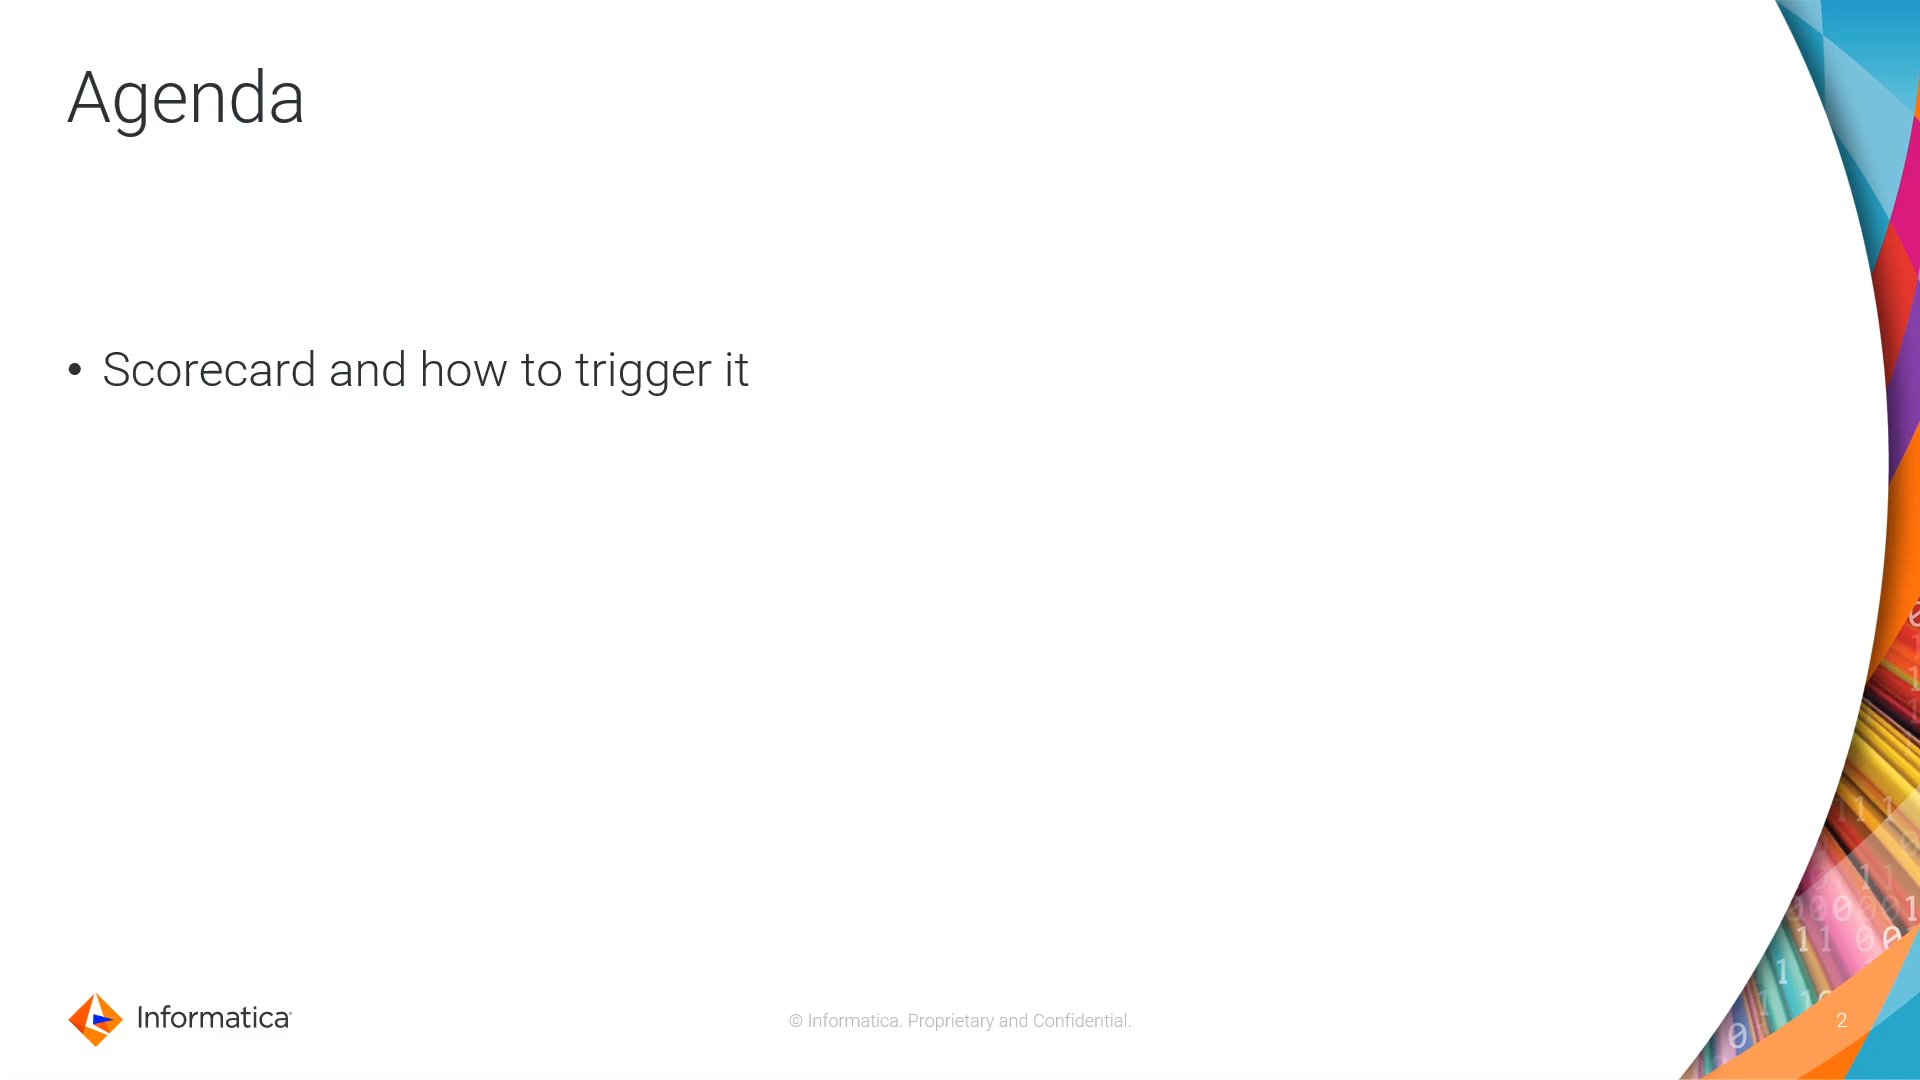 Agenda
• Scorecard and how to trigger it
Informatica
© Informatica. Proprietary and Confidential.
2